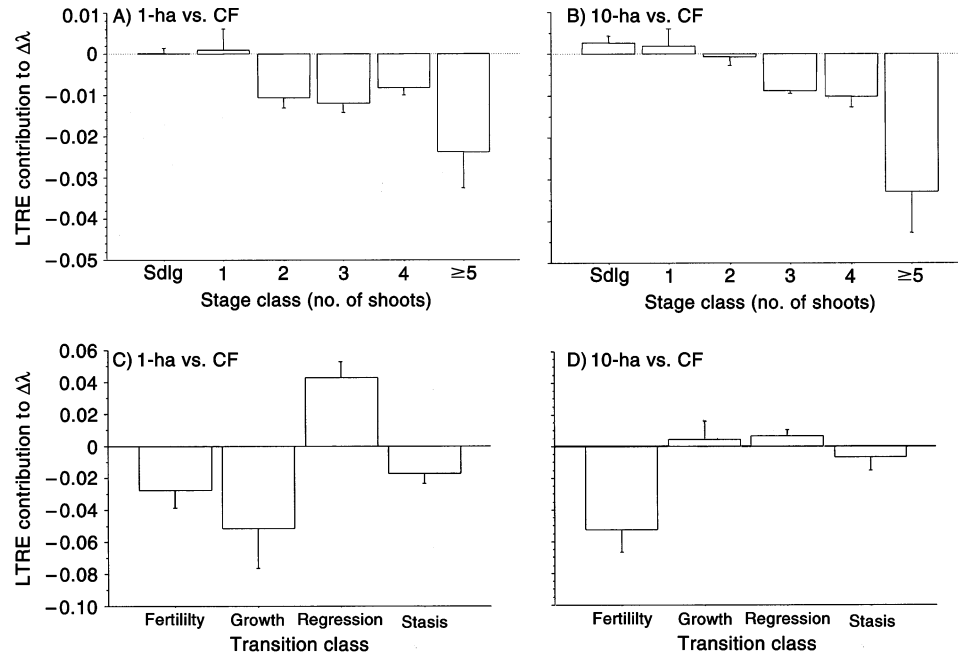 A) 1-ha vs. CF
LTRE contribution to Δλ
0.01
0
−0.01
−0.02
−0.03
−0.04
−0.05
Sdlg 1 2 3 4 ≥5
Stage class (no. of shoots)
B) 10-ha vs. CF
Sdlg 1 2 3 4 ≥5
Stage class (no. of shoots)
C) 1-ha vs. CF
LTRE contribution to Δλ
0.06
0.04
0.02
0
−0.02
−0.04
−0.06
−0.08
−0.10
Fertililty Growth Regression Stasis
Transition class
D) 10-ha vs. CF
Fertililty Growth Regression Stasis
Transition class